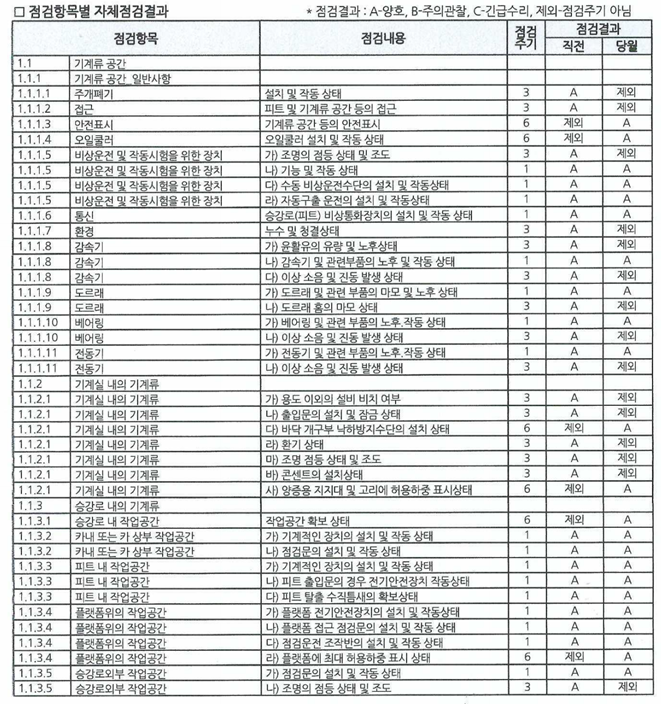 □ 점검항목별 자체점검결과 * 점검결과 : A-양호, B-주의관찰, C-긴급수리, 제외-점검주기 아님
점검항목 점검내용 점검주기 점검결과
직전 당월
1.1 기계류 공간
1.1.1 기계류 공간_일반사항
1.1.1.1 주개폐기 설치 및 작동 상태 3 A 제외
1.1.1.2 접근 피트 및 기계류 공간 등의 접근 3 A 제외
1.1.1.3 안전표시 기계류 공간 등의 안전표시 6 제외 A
1.1.1.4 오일쿨러 오일쿨러 설치 및 작동 상태 6 제외 A
1.1.1.5 비상운전 및 작동시험을 위한 장치 가) 조명의 점등 상태 및 조도 3 A 제외
1.1.1.5 비상운전 및 작동시험을 위한 장치 나) 기능 및 작동 상태 1 A A
1.1.1.5 비상운전 및 작동시험을 위한 장치 다) 수동 비상운전수단의 설치 및 작동상태 1 A A
1.1.1.5 비상운전 및 작동시험을 위한 장치 라) 자동구출 운전의 설치 및 작동상태 1 A A
1.1.1.6 통신 승강로(피트) 비상통화장치의 설치 및 작동 상태 1 A A
1.1.1.7 환경 누수 및 청결상태 3 A 제외
1.1.1.8 감속기 가) 윤활유의 유량 및 노후상태 3 A 제외
1.1.1.8 감속기 나) 감속기 및 관련부품의 노후 및 작동 상태 1 A A
1.1.1.8 감속기 다) 이상 소음 및 진동 발생 상태 3 A 제외
1.1.1.9 도르래 가) 도르래 및 관련 부품의 마모 및 노후 상태 1 A A
1.1.1.9 도르래 나) 도르래 홈의 마모 상태 3 A 제외
1.1.1.10 베어링 가) 베어링 및 관련 부품의 노후.작동 상태 1 A A
1.1.1.10 베어링 나) 이상 소음 및 진동 발생 상태 3 A 제외
1.1.1.11 전동기 가) 전동기 및 관련 부품의 노후.작동 상태 1 A A
1.1.1.11 전동기 나) 이상 소음 및 진동 발생 상태 3 A 제외
1.1.2 기계실 내의 기계류
1.1.2.1 기계실 내의 기계류 가) 용도 이외의 설비 비치 여부 3 A 제외
1.1.2.1 기계실 내의 기계류 나) 출입문의 설치 및 잠금 상태 3 A 제외
1.1.2.1 기계실 내의 기계류 다) 바닥 개구부 낙하방지수단의 설치 상태 6 제외 A
1.1.2.1 기계실 내의 기계류 라) 환기 상태 3 A 제외
1.1.2.1 기계실 내의 기계류 마) 조명 점등 상태 및 조도 3 A 제외
1.1.2.1 기계실 내의 기계류 바) 콘센트의 설치상태 3 A 제외
1.1.2.1 기계실 내의 기계류 사) 양중용 지지대 및 고리에 허용하중 표시상태 6 제외 A
1.1.3 승강로 내의 기계류
1.1.3.1 승강로 내 작업공간 작업공간 확보 상태 6 제외 A
1.1.3.2 카내 또는 카 상부 작업공간 가) 기계적인 장치의 설치 및 작동 상태 1 A A
1.1.3.2 카내 또는 카 상부 작업공간 나) 점검문의 설치 및 작동 상태 1 A A
1.1.3.3 피트 내 작업공간 가) 기계적인 장치의 설치 및 작동 상태 1 A A
1.1.3.3 피트 내 작업공간 나) 피트 출입문의 경우 전기안전장치 작동상태 1 A A
1.1.3.3 피트 내 작업공간 다) 피트 탈출 수직틈새의 확보상태 1 A A
1.1.3.4 플랫폼위의 작업공간 가) 플랫폼 전기안전장치의 설치 및 작동상태 1 A A
1.1.3.4 플랫폼위의 작업공간 나) 플랫폼 접근 점검문의 설치 및 작동 상태 1 A A
1.1.3.4 플랫폼위의 작업공간 다) 점검운전 조작반의 설치 및 작동 상태 1 A A
1.1.3.4 플랫폼위의 작업공간 라) 플랫폼에 최대 허용하중 표시 상태 6 제외 A
1.1.3.5 승강로외부 작업공간 가) 점검문의 설치 및 작동 상태 1 A A
1.1.3.5 승강로외부 작업공간 나) 조명의 점등 상태 및 조도 3 A 제외